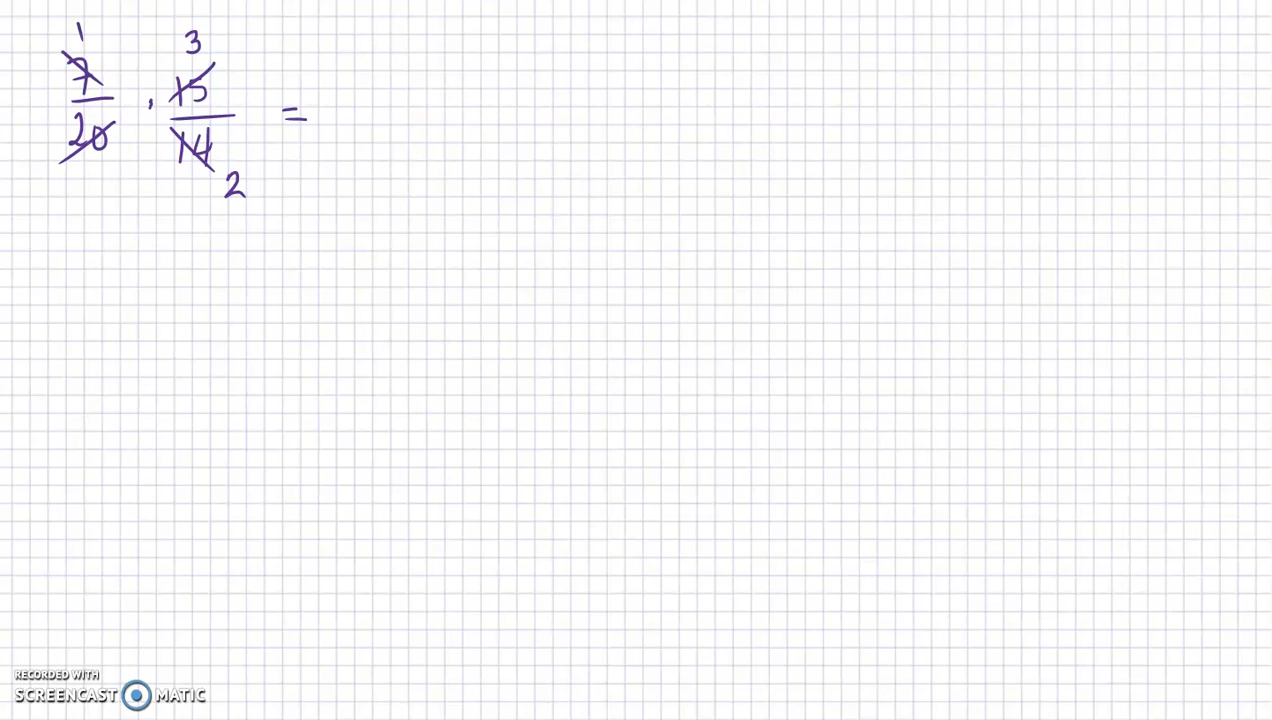 1 3
7/20 · 15/14 =
2
RECORDED WITH
SCREENCAST MATIC